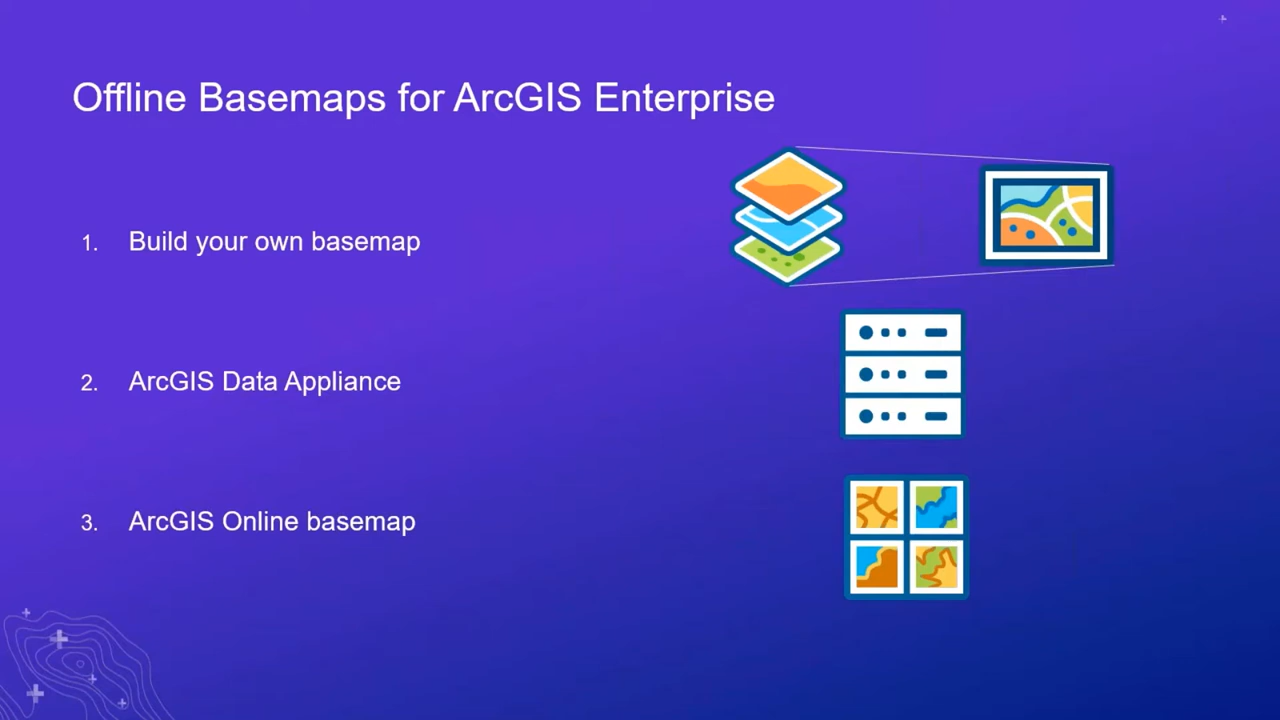 Offline Basemaps for ArcGIS Enterprise
1. Build your own basemap
2. ArcGIS Data Appliance
3. ArcGIS Online basemap